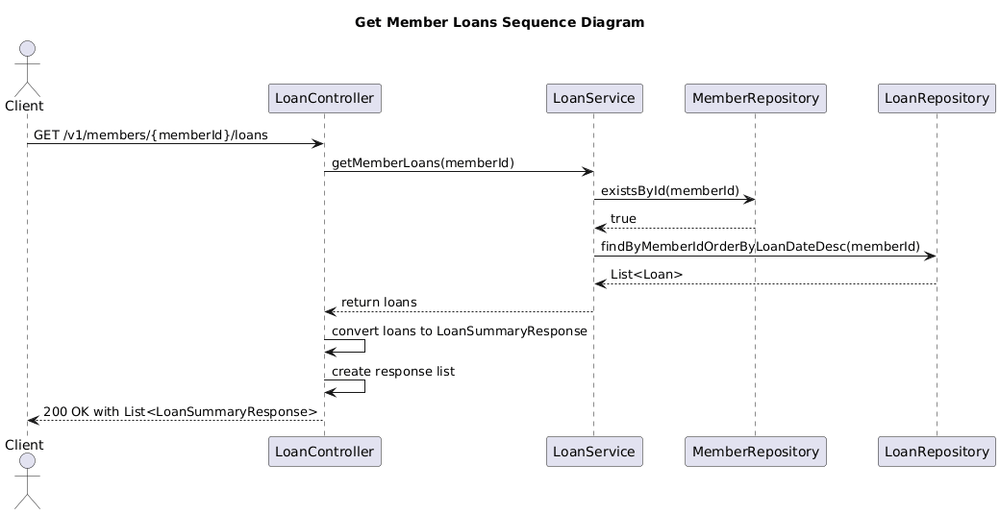 Get Member Loans Sequence Diagram
Client
LoanController
LoanService
MemberRepository
LoanRepository
GET /v1/members/{memberId}/loans
getMemberLoans(memberId)
existsById(memberId)
true
findByMemberIdOrderByLoanDateDesc(memberId)
List<Loan>
return loans
convert loans to LoanSummaryResponse
create response list
200 OK with List<LoanSummaryResponse>
Client
LoanController
LoanService
MemberRepository
LoanRepository